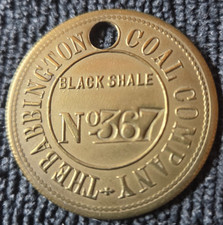 THE BABBINGTON COAL COMPANY
BLACK SHALE
No 367